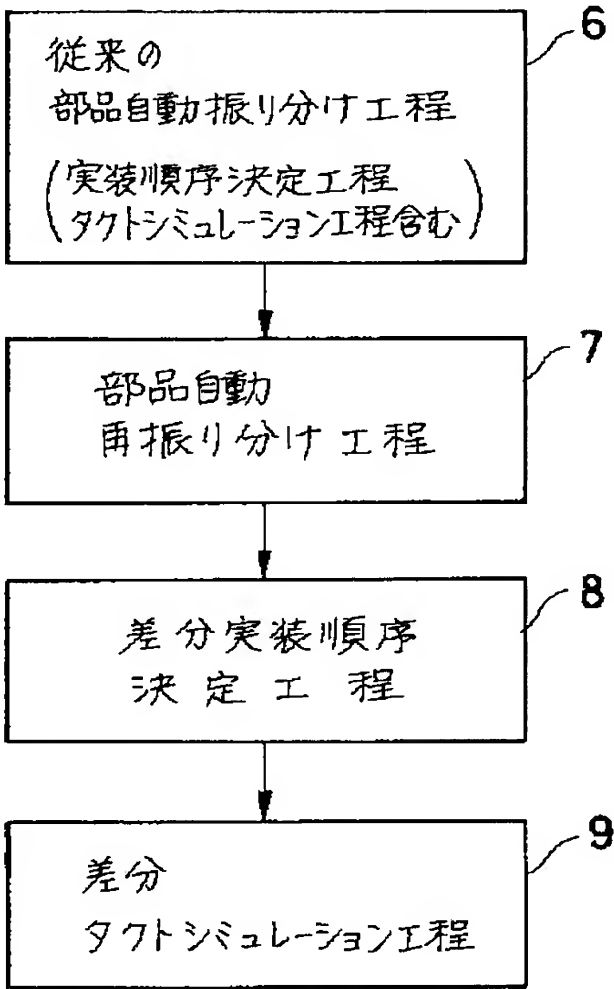 6
従来の
部品自動振り分け工程
(実装順序決定工程
タクトシミュレーション工程含む)
7
部品自動
再振り分け工程
8
差分実装順序
決定工程
9
差分
タクトシミュレーション工程